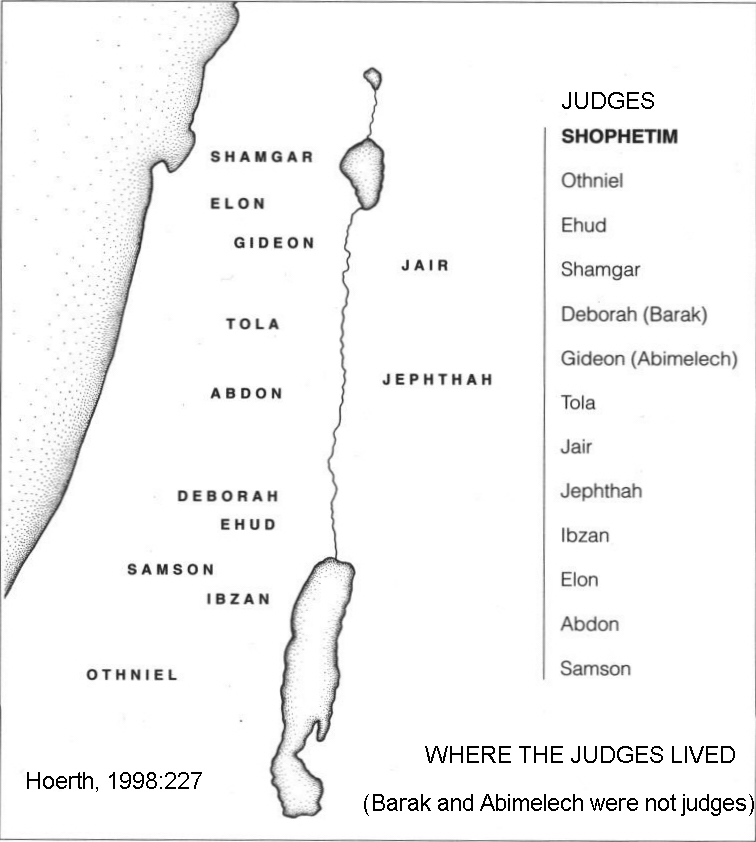 JUDGES
SHOPHETIM
Othniel
Ehud
Shamgar
Deborah (Barak)
Gideon (Abimelech)
Tola
Jair
Jephthah
Ibzan
Elon
Abdon
Samson
SHAMGAR
ELON
GIDEON
JAIR
TOLA
JEPHTHAH
ABDON
DEBORAH
EHUD
SAMSON
IBZAN
OTHNIEL
WHERE THE JUDGES LIVED
Hoerth, 1998:227
(Barak and Abimelech were not judges)